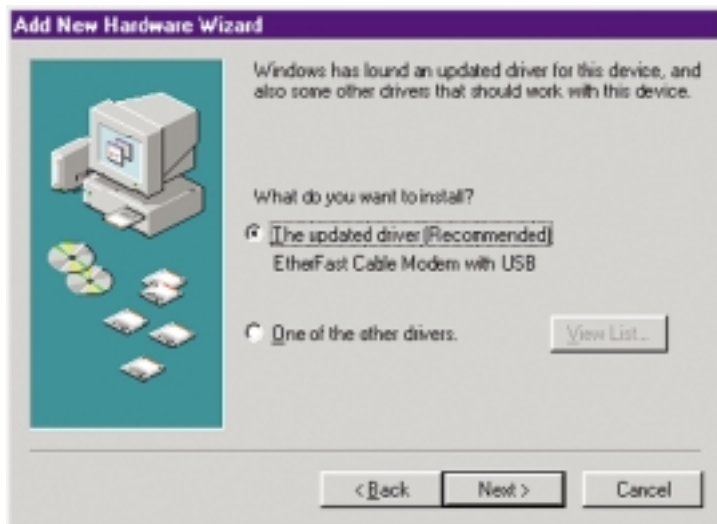 Add New Hardware Wizard
Windows has found an updated driver for this device, and
also some other drivers that should work with this device.
What do you want to install?
The updated driver (Recommended)
EtherFast Cable Modem with USB
One of the other drivers.
View List...
< Back
Next >
Cancel